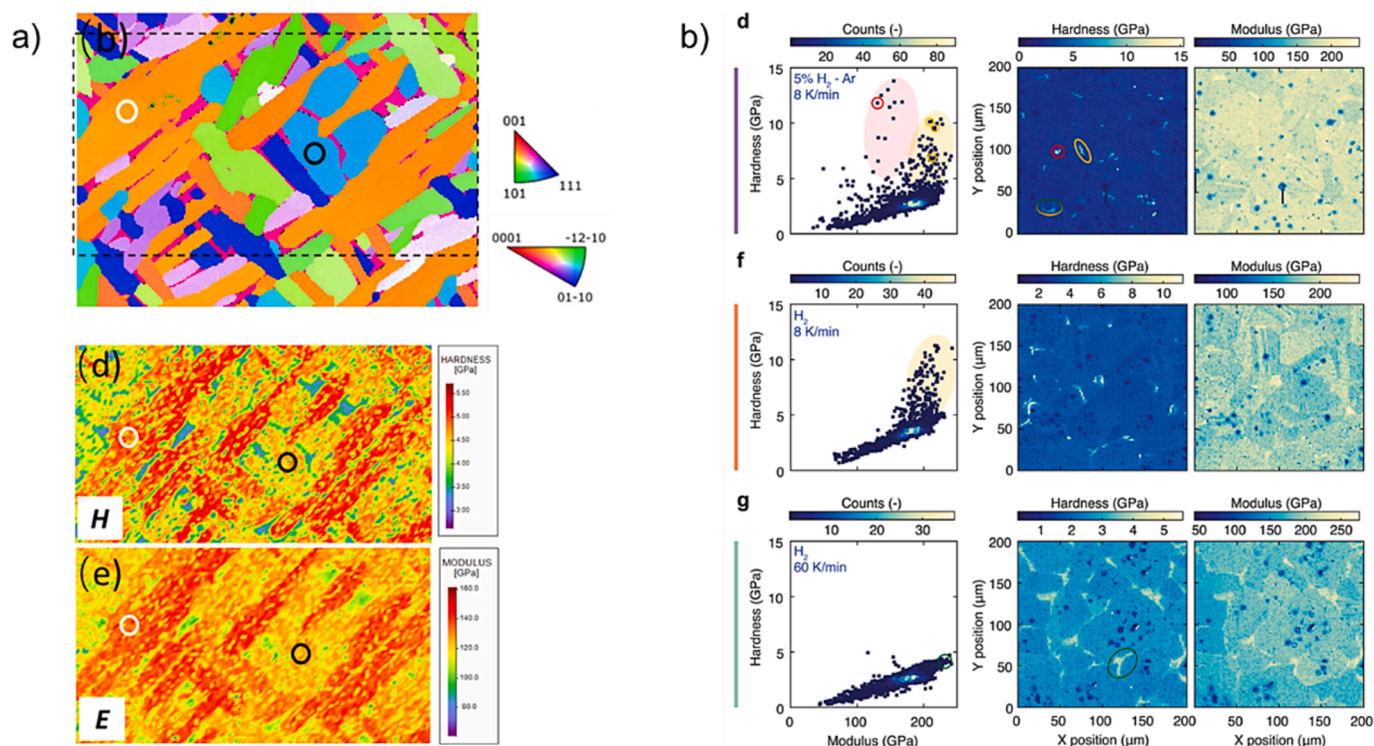 a)
(b)
001
101
111
0001
-12-10
01-10
(d)
H
HARDNESS
[GPa]
5.50
5.00
4.50
4.00
3.50
3.00
(e)
E
MODULUS
[GPa]
160.0
140.0
120.0
100.0
80.0
b)
d
Counts (-)
20 40 60 80
Hardness (GPa)
0 5 10 15
Modulus (GPa)
50 100 150 200
5% H2 - Ar
8 K/min
Hardness (GPa)
15
10
5
0
Y position (µm)
200
150
100
50
0
f
Counts (-)
10 20 30 40
Hardness (GPa)
2 4 6 8 10
Modulus (GPa)
100 150 200
H2
8 K/min
Hardness (GPa)
15
10
5
0
Y position (µm)
200
150
100
50
0
g
Counts (-)
10 20 30
Hardness (GPa)
1 2 3 4 5
Modulus (GPa)
50 100 150 200 250
H2
60 K/min
Hardness (GPa)
15
10
5
0
0 100 200
Modulus (GPa)
Y position (µm)
200
150
100
50
0
0 50 100 150 200
X position (µm)
50 100 150 200
X position (µm)